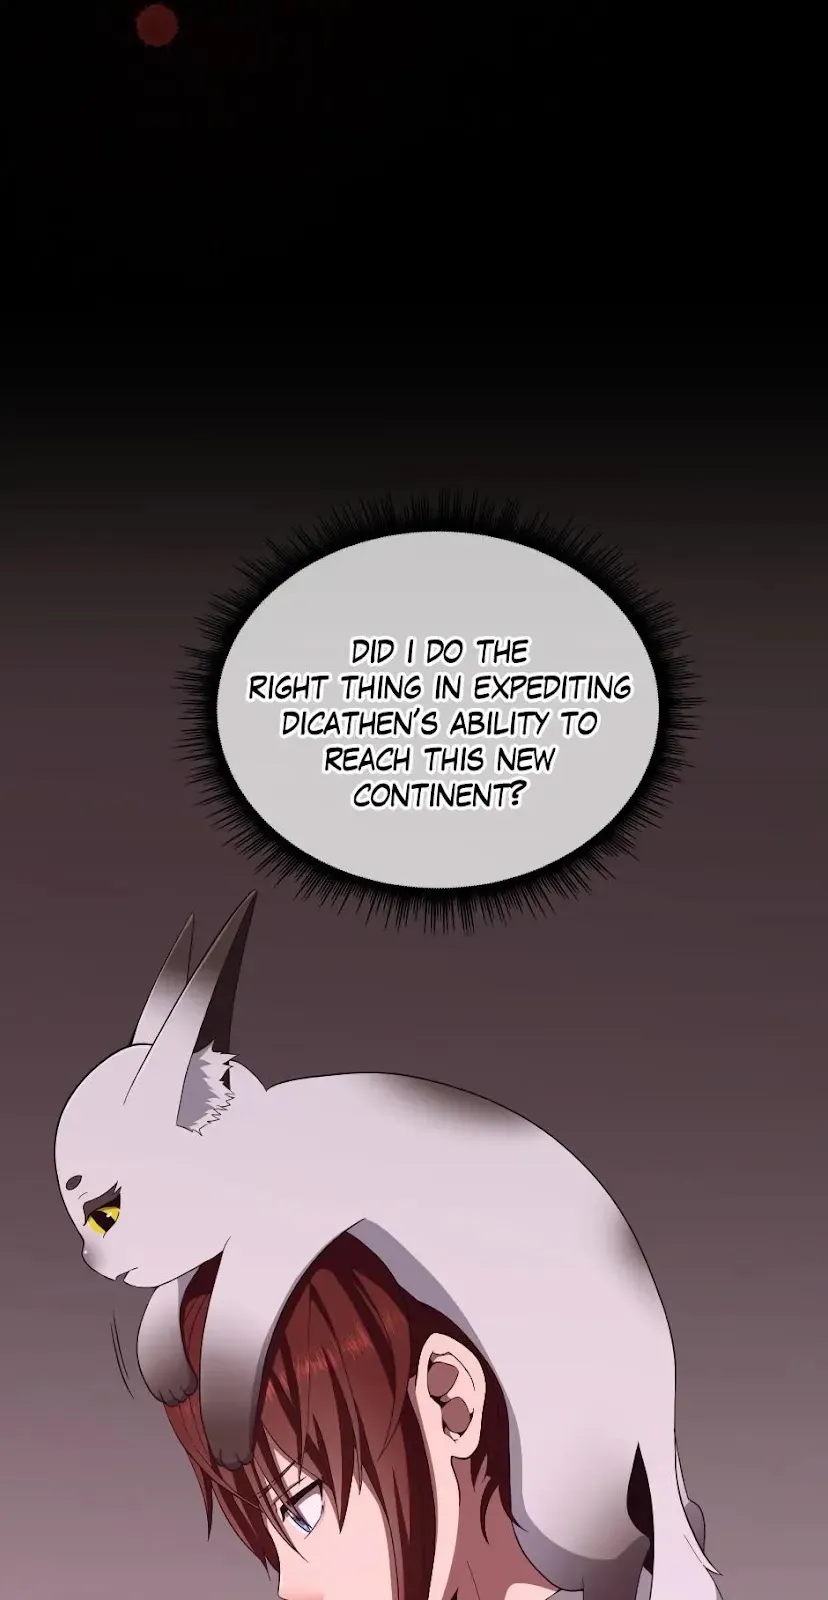 DID I DO THE
RIGHT THING IN EXPEDITING
DICATHEN'S ABILITY TO
REACH THIS NEW
CONTINENT?